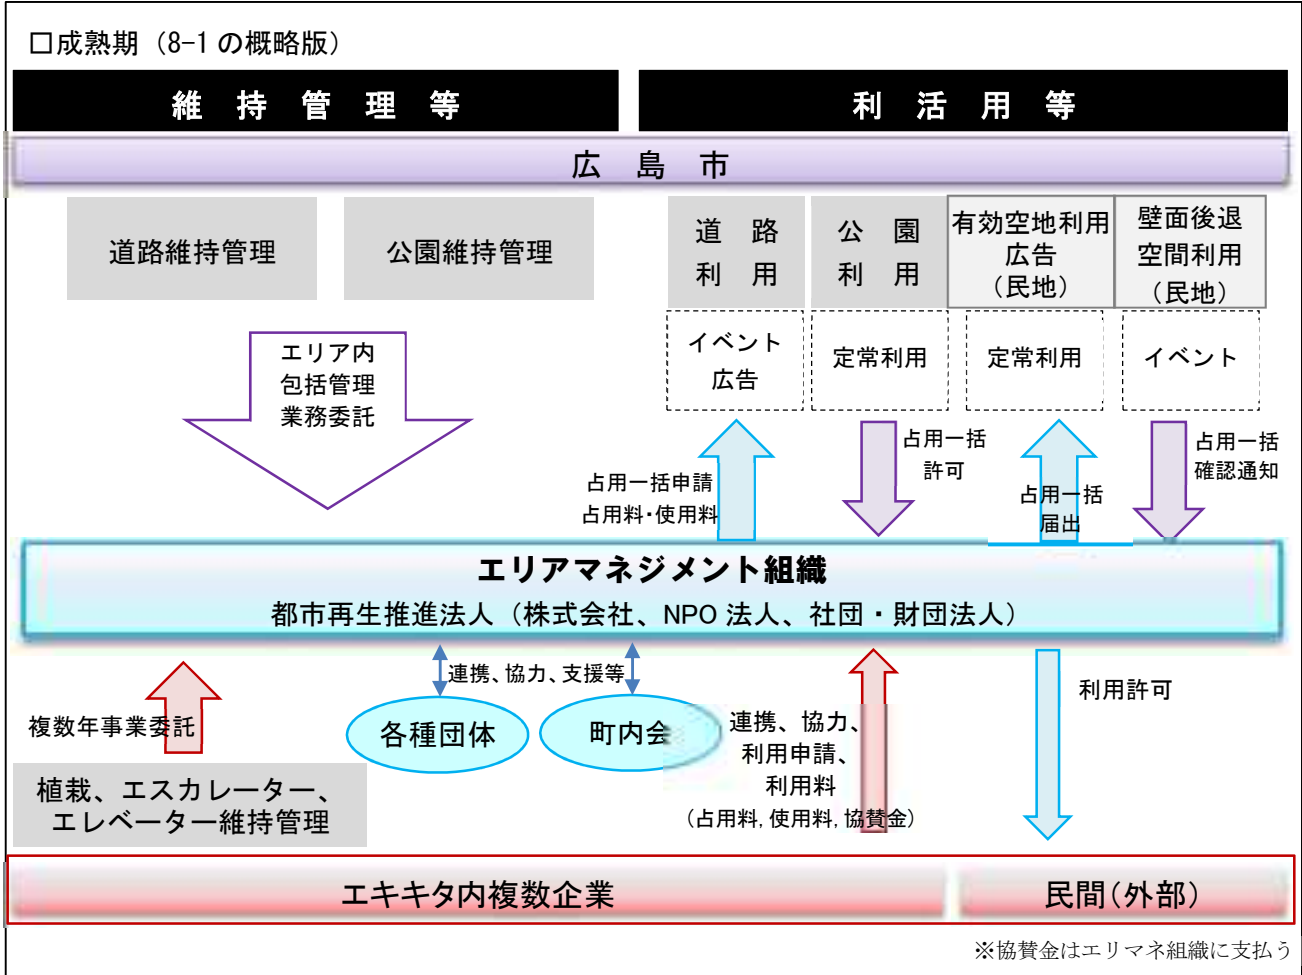 □成熟期（8-1 の概略版）
維持管理等
利活用等
広島市
道路維持管理
公園維持管理
道路
利用
公園
利用
有効空地利用
広告
（民地）
壁面後退
空間利用
（民地）
イベント
広告
定常利用
定常利用
イベント
エリア内
包括管理
業務委託
占用一括申請
占用料・使用料
占用一括
許可
占用一括
届出
占用一括
確認通知
エリアマネジメント組織
都市再生推進法人（株式会社、NPO 法人、社団・財団法人）
連携、協力、支援等
複数年事業委託
各種団体
町内会
連携、協力、
利用申請、
利用料
（占用料，使用料，協賛金）
利用許可
植栽、エスカレーター、
エレベーター維持管理
エキキタ内複数企業
民間（外部）
※協賛金はエリマネ組織に支払う